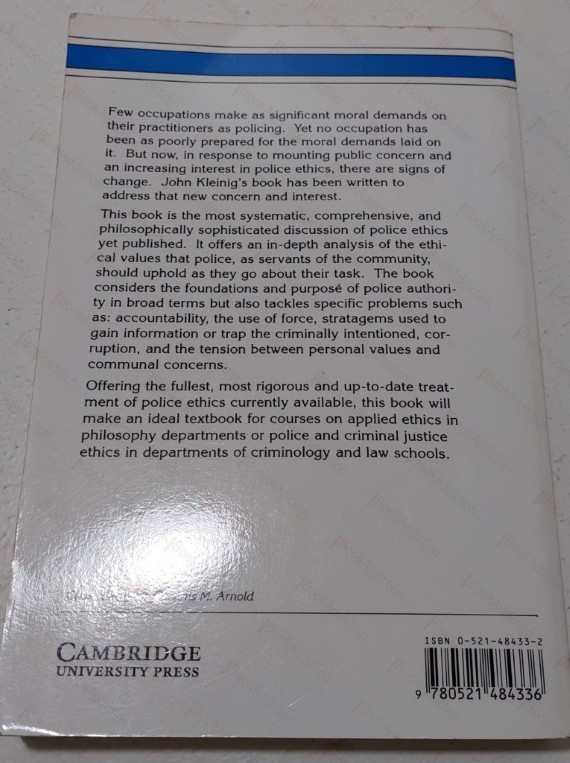 Few occupations make as significant moral demands on
their practitioners as policing. Yet no occupation has
been as poorly prepared for the moral demands laid on
it. But now, in response to mounting public concern and
an increasing interest in police ethics, there are signs of
change. John Kleinig's book has been written to
address that new concern and interest.
This book is the most systematic, comprehensive, and
philosophically sophisticated discussion of police ethics
yet published. It offers an in-depth analysis of the ethi-
cal values that police, as servants of the community,
should uphold as they go about their task. The book
considers the foundations and purpose of police authori-
ty in broad terms but also tackles specific problems such
as: accountability, the use of force, stratagems used to
gain information or trap the criminally intentioned, cor-
ruption, and the tension between personal values and
communal concerns.
Offering the fullest, most rigorous and up-to-date treat-
ment of police ethics currently available, this book will
make an ideal textbook for courses on applied ethics in
philosophy departments or police and criminal justice
ethics in departments of criminology and law schools.
M. Arnold
CAMBRIDGE
UNIVERSITY PRESS
ISBN 0-521-48433-2
9 780521 484336